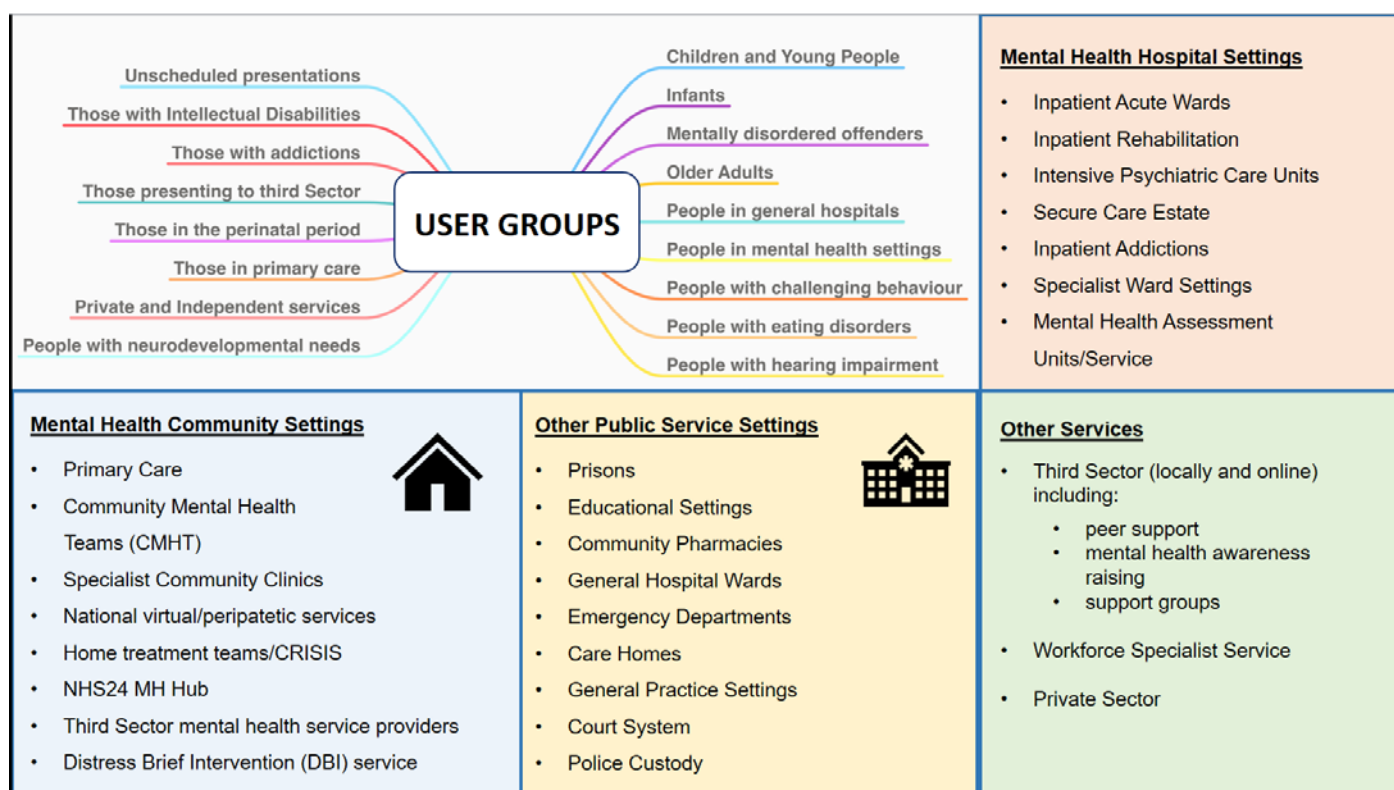 Unscheduled presentations
Those with Intellectual Disabilities
Those with addictions
Those presenting to third Sector
Those in the perinatal period
Those in primary care
Private and Independent services
People with neurodevelopmental needs
USER GROUPS
Children and Young People
Infants
Mentally disordered offenders
Older Adults
People in general hospitals
People in mental health settings
People with challenging behaviour
People with eating disorders
People with hearing impairment
Mental Health Hospital Settings
• Inpatient Acute Wards
• Inpatient Rehabilitation
• Intensive Psychiatric Care Units
• Secure Care Estate
• Inpatient Addictions
• Specialist Ward Settings
• Mental Health Assessment
Units/Service
Mental Health Community Settings
• Primary Care
• Community Mental Health
Teams (CMHT)
• Specialist Community Clinics
• National virtual/peripatetic services
• Home treatment teams/CRISIS
• NHS24 MH Hub
• Third Sector mental health service providers
• Distress Brief Intervention (DBI) service
Other Public Service Settings
• Prisons
• Educational Settings
• Community Pharmacies
• General Hospital Wards
• Emergency Departments
• Care Homes
• General Practice Settings
• Court System
• Police Custody
Other Services
• Third Sector (locally and online)
including:
• peer support
• mental health awareness
raising
• support groups
• Workforce Specialist Service
• Private Sector